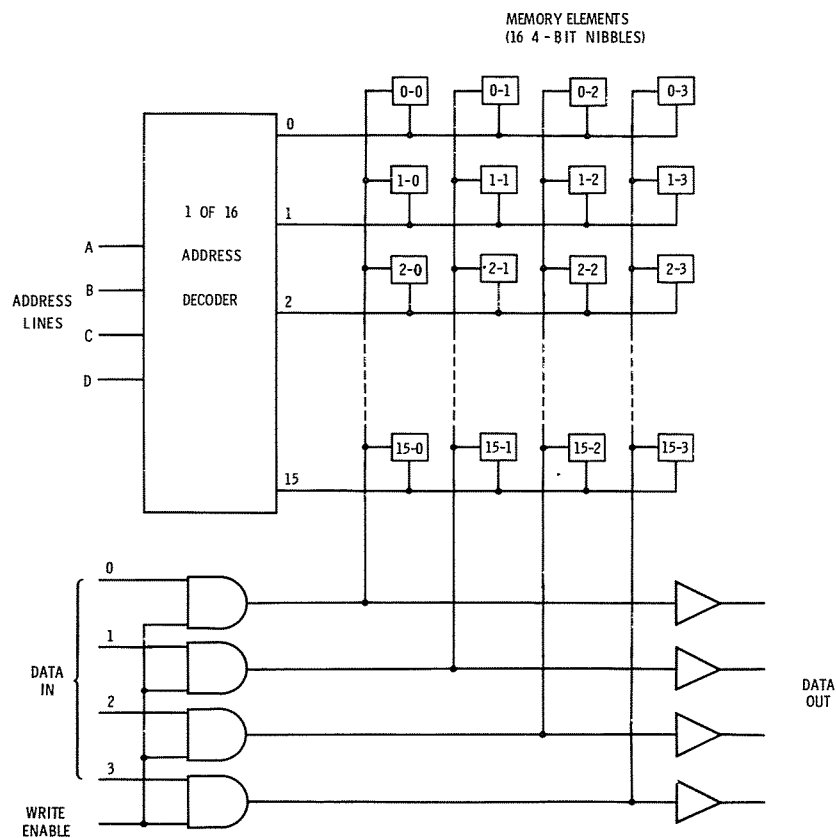 MEMORY ELEMENTS
(16 4-BIT NIBBLES)
0-0 0-1 0-2 0-3
0
1-0 1-1 1-2 1-3
1 OF 16
1
A
ADDRESS
2-0 2-1 2-2 2-3
B
DECODER
2
ADDRESS
LINES
C
D
15-0 15-1 15-2 15-3
15
0
1
DATA
IN
DATA
OUT
2
3
WRITE
ENABLE